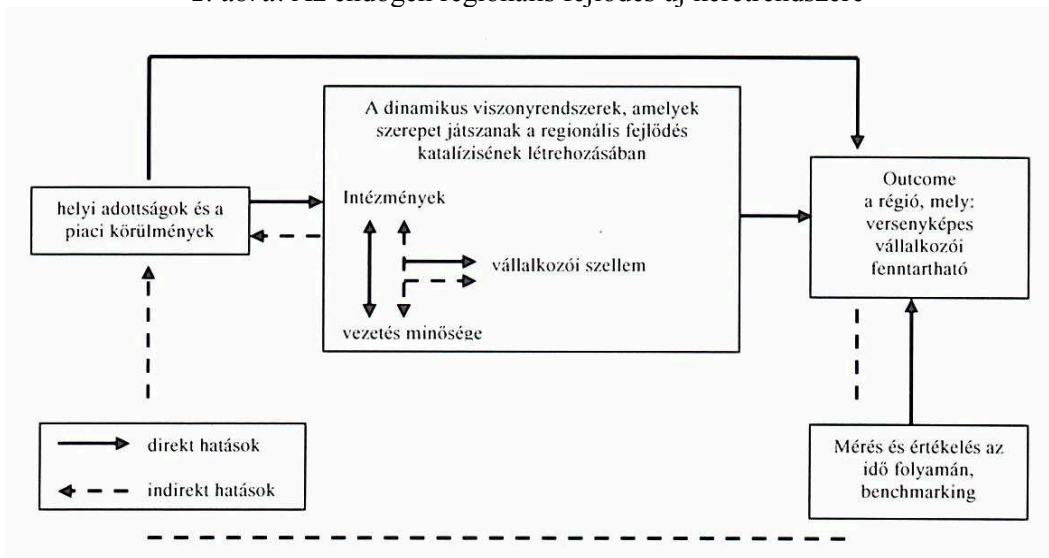 A dinamikus viszonyrendszerek, amelyek
szerepet játszanak a regionális fejlődés
katalízisének létrehozásában
helyi adottságok és a
piaci körülmények
Intézmények
vállalkozói szellem
vezetés minősége
Outcome
a régió, mely:
versenyképes
vállalkozói
fenntartható
direkt hatások
indirekt hatások
Mérés és értékelés az
idő folyamán,
benchmarking